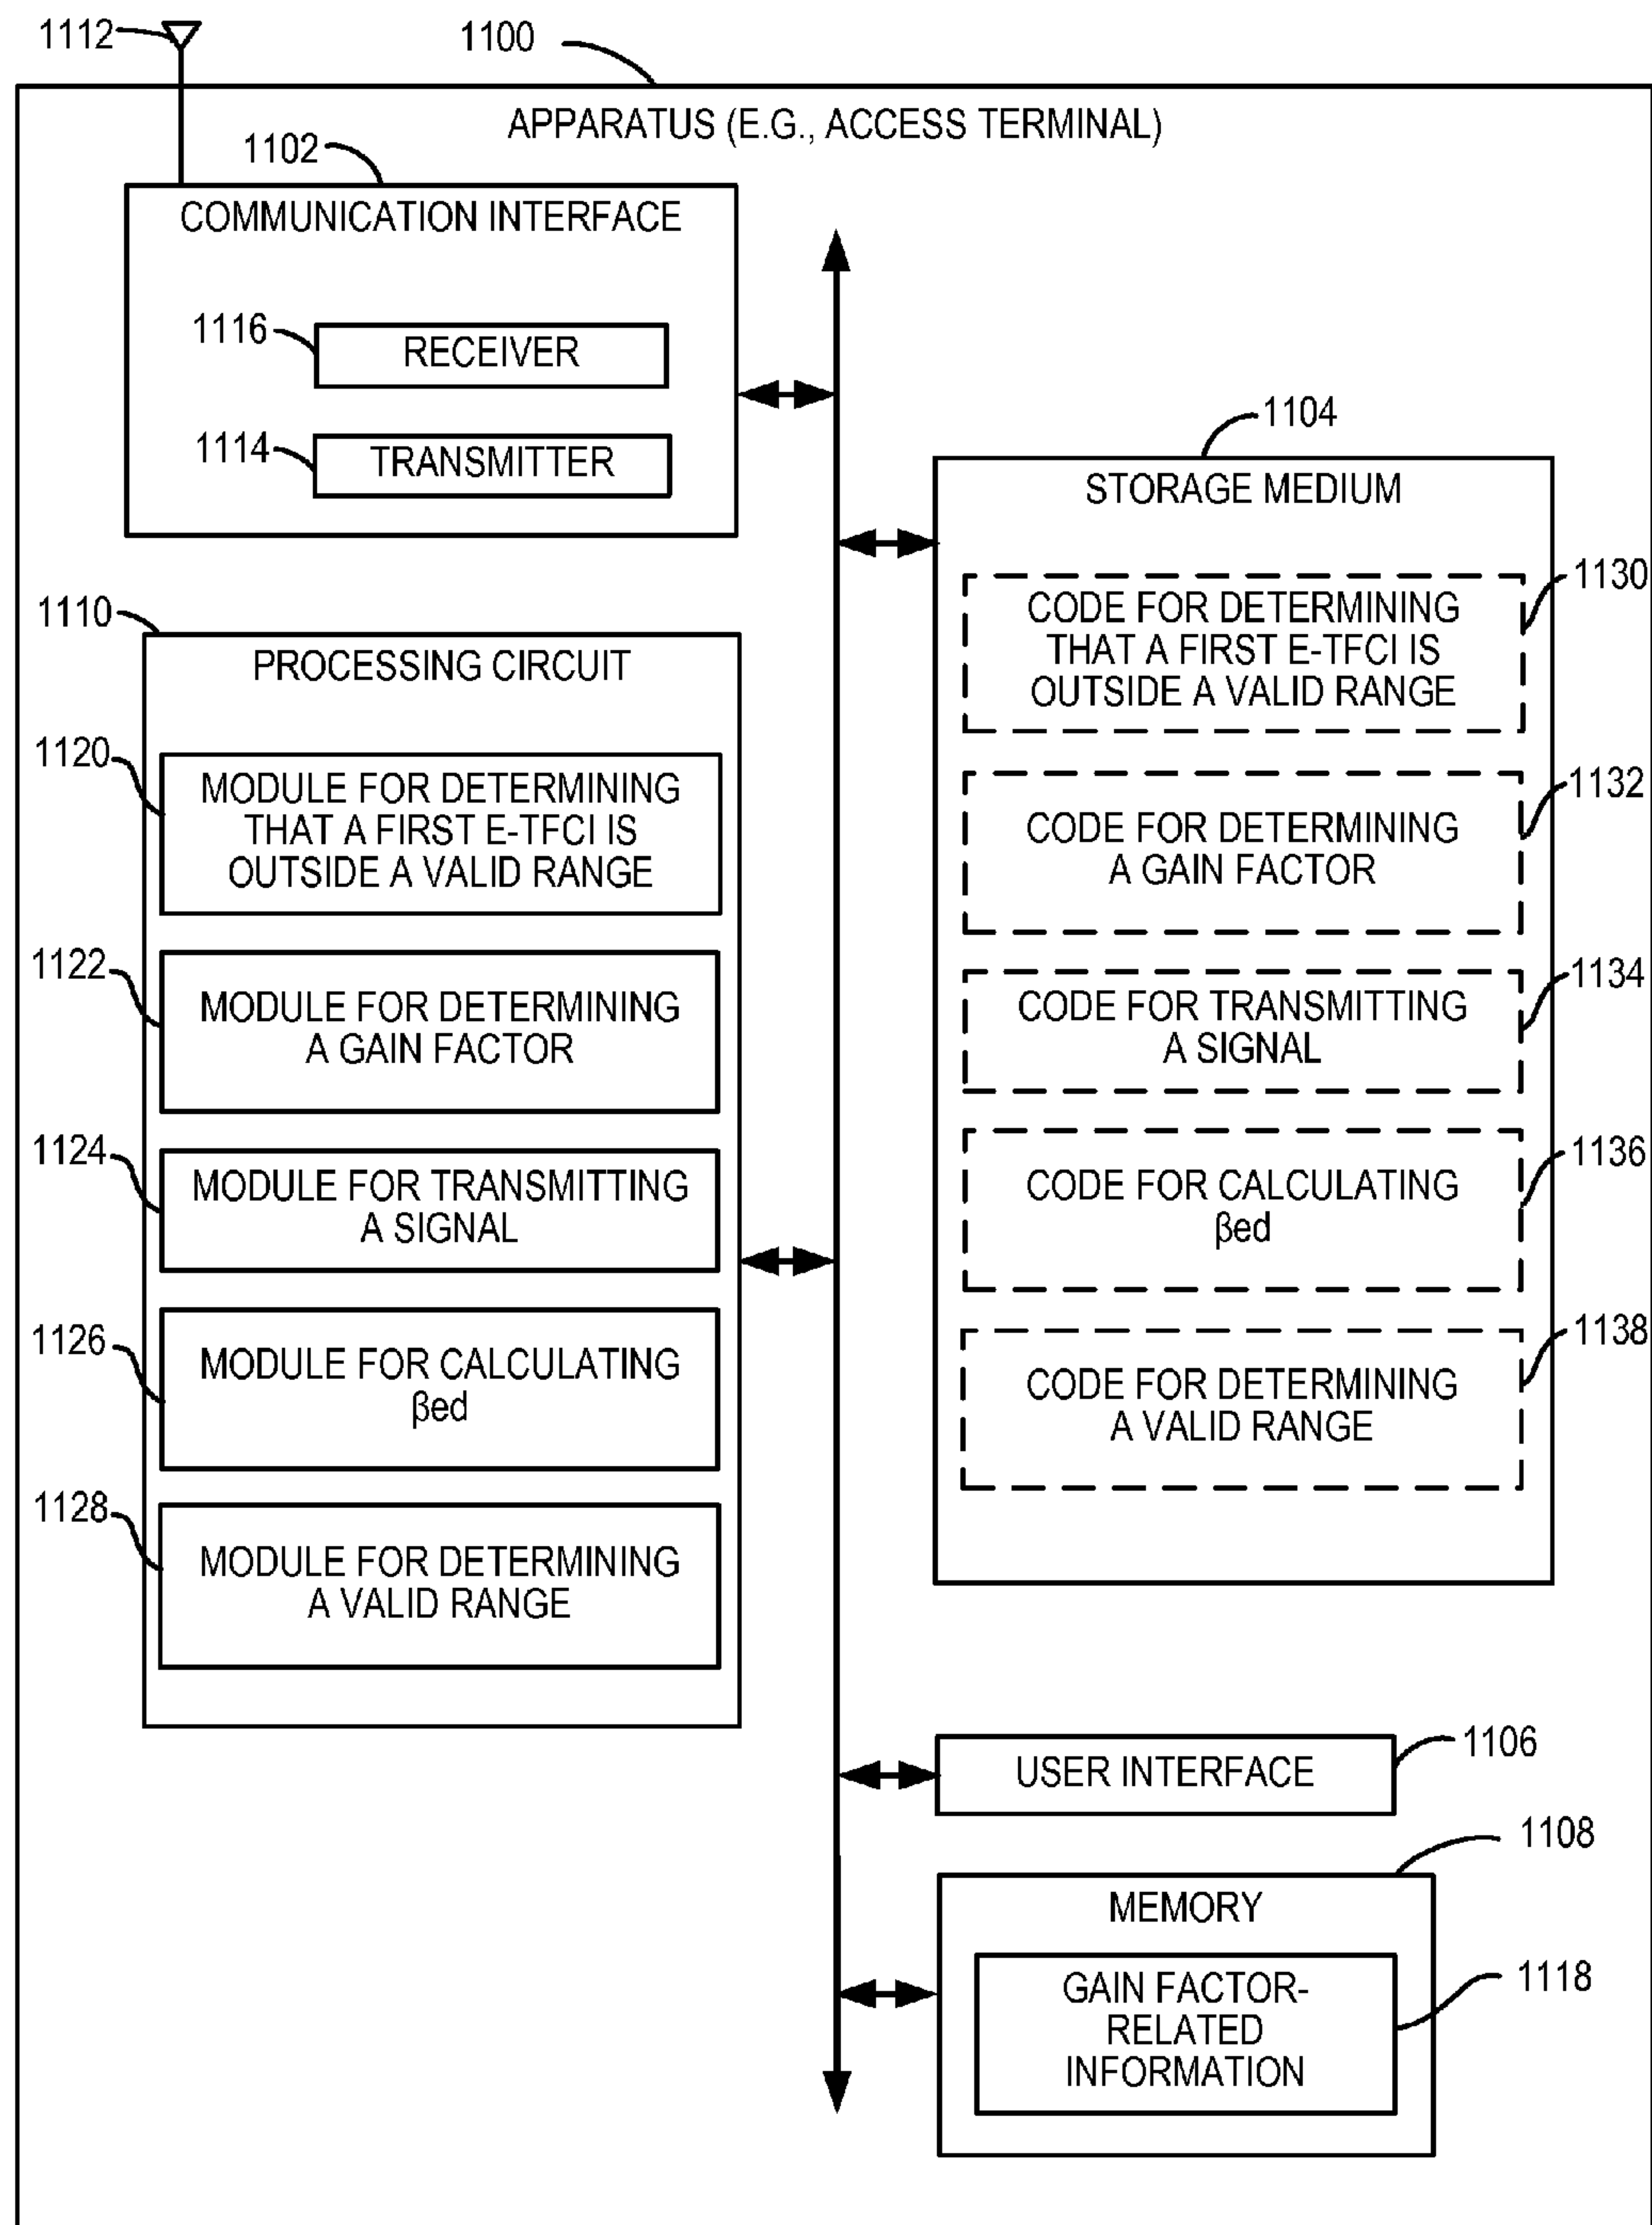 1112
1100
APPARATUS (E.G., ACCESS TERMINAL)
1102
COMMUNICATION INTERFACE
1116
RECEIVER
1114
TRANSMITTER
1104
STORAGE MEDIUM
1130
CODE FOR DETERMINING
THAT A FIRST E-TFCI IS
OUTSIDE A VALID RANGE
1132
CODE FOR DETERMINING
A GAIN FACTOR
1134
CODE FOR TRANSMITTING
A SIGNAL
1136
CODE FOR CALCULATING
βed
1138
CODE FOR DETERMINING
A VALID RANGE
1110
PROCESSING CIRCUIT
1120
MODULE FOR DETERMINING
THAT A FIRST E-TFCI IS
OUTSIDE A VALID RANGE
1122
MODULE FOR DETERMINING
A GAIN FACTOR
1124
MODULE FOR TRANSMITTING
A SIGNAL
1126
MODULE FOR CALCULATING
βed
1128
MODULE FOR DETERMINING
A VALID RANGE
1106
USER INTERFACE
1108
MEMORY
1118
GAIN FACTOR-
RELATED
INFORMATION